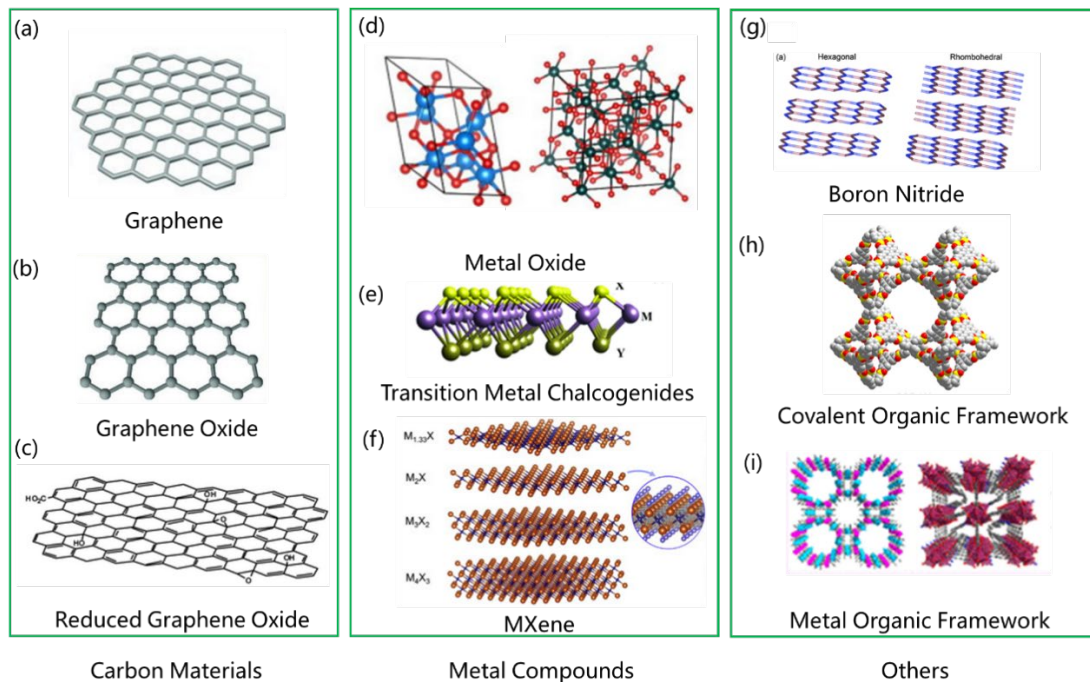 (a)
Graphene
(b)
Graphene Oxide
(c)
HO₂C
OH
O
HO
OH
O
Reduced Graphene Oxide
Carbon Materials
(d)
Metal Oxide
(e)
X
M
Y
Transition Metal Chalcogenides
(f)
M₁.₃₃X
M₂X
M₃X₂
M₄X₃
MXene
Metal Compounds
(g)
(a)
Hexagonal
Rhombohedral
Boron Nitride
(h)
Covalent Organic Framework
(i)
Metal Organic Framework
Others